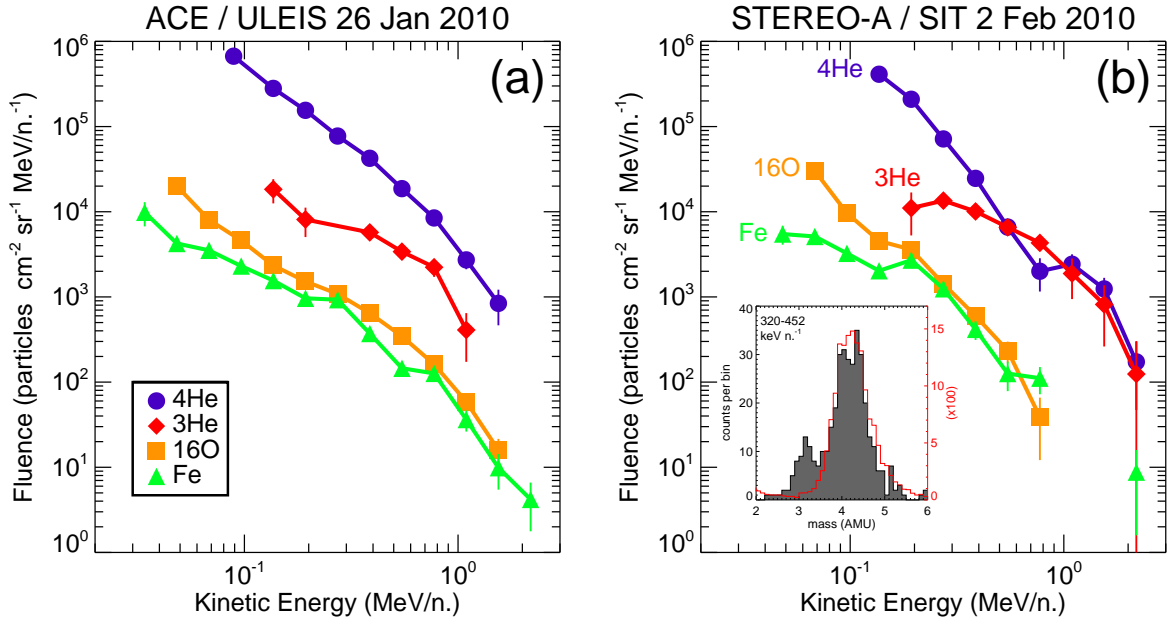 ACE / ULEIS 26 Jan 2010
(a)
Fluence (particles cm-2 sr-1 MeV/n.-1)
10^6
10^5
10^4
10^3
10^2
10^1
10^0
4He
3He
16O
Fe
10^-1
10^0
Kinetic Energy (MeV/n.)
STEREO-A / SIT 2 Feb 2010
(b)
Fluence (particles cm-2 sr-1 MeV/n.-1)
10^6
10^5
10^4
10^3
10^2
10^1
10^0
4He
16O
3He
Fe
320-452
keV n.-1
counts per bin
40
30
20
10
0
15
10
5
0
(x100)
2
3
4
5
6
mass (AMU)
10^-1
10^0
Kinetic Energy (MeV/n.)